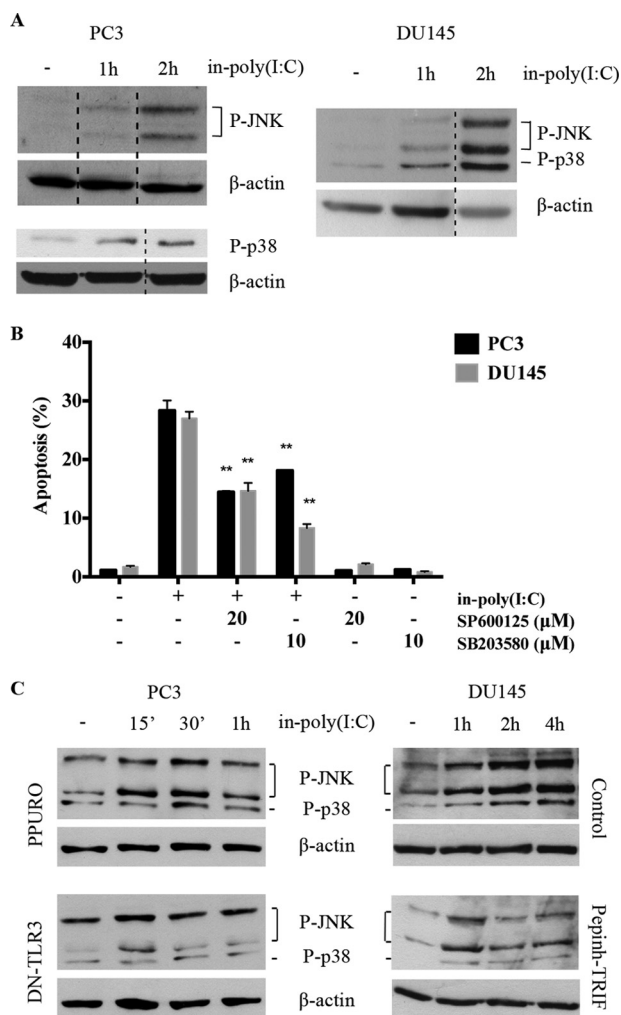 A
PC3
DU145
- 1h 2h in-poly(I:C)
- 1h 2h in-poly(I:C)
P-JNK
β-actin
P-p38
β-actin
P-JNK
P-p38
β-actin
B
Apoptosis (%)
40
30
20
10
0
PC3
DU145
** ** ** **
- + + + - - in-poly(I:C)
- - 20 - 20 - SP600125 (µM)
- - - 10 - 10 SB203580 (µM)
C
PC3
DU145
- 15’ 30’ 1h in-poly(I:C) - 1h 2h 4h
PPURO
P-JNK
P-p38
β-actin
Control
DN-TLR3
P-JNK
P-p38
β-actin
Pepinh-TRIF